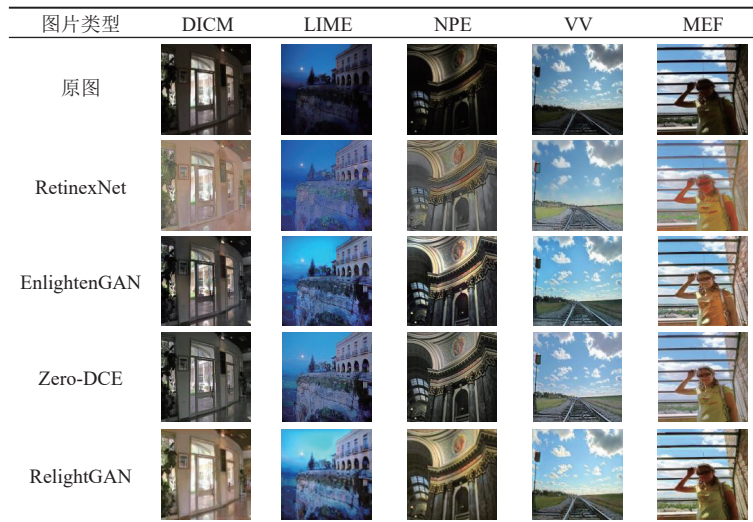 图片类型 DICM LIME NPE VV MEF
原图
RetinexNet
EnlightenGAN
Zero-DCE
RelightGAN